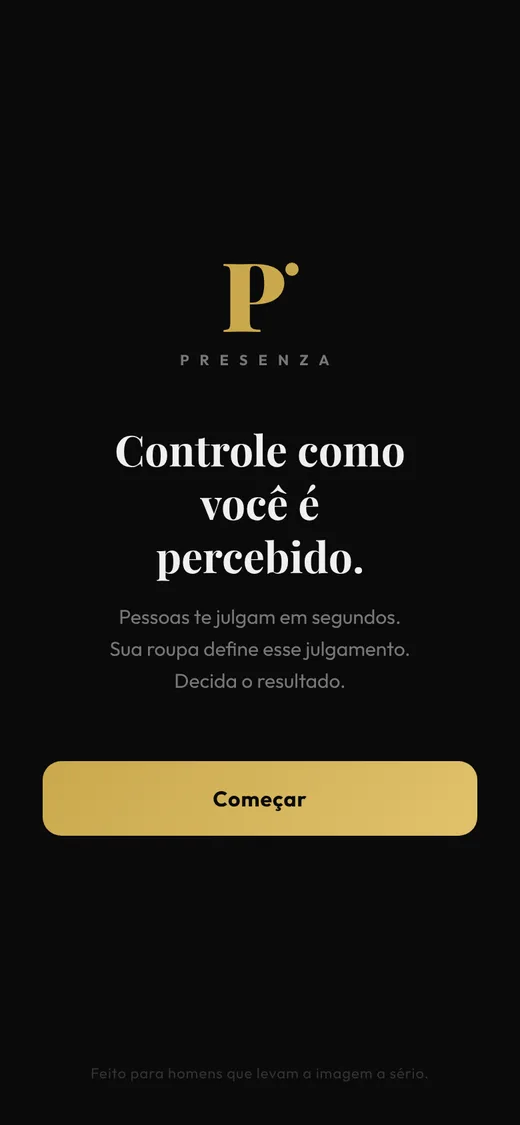 P
PRESENZA
Controle como
você é
percebido.
Pessoas te julgam em segundos.
Sua roupa define esse julgamento.
Decida o resultado.
Começar
Feito para homens que levam a imagem a sério.